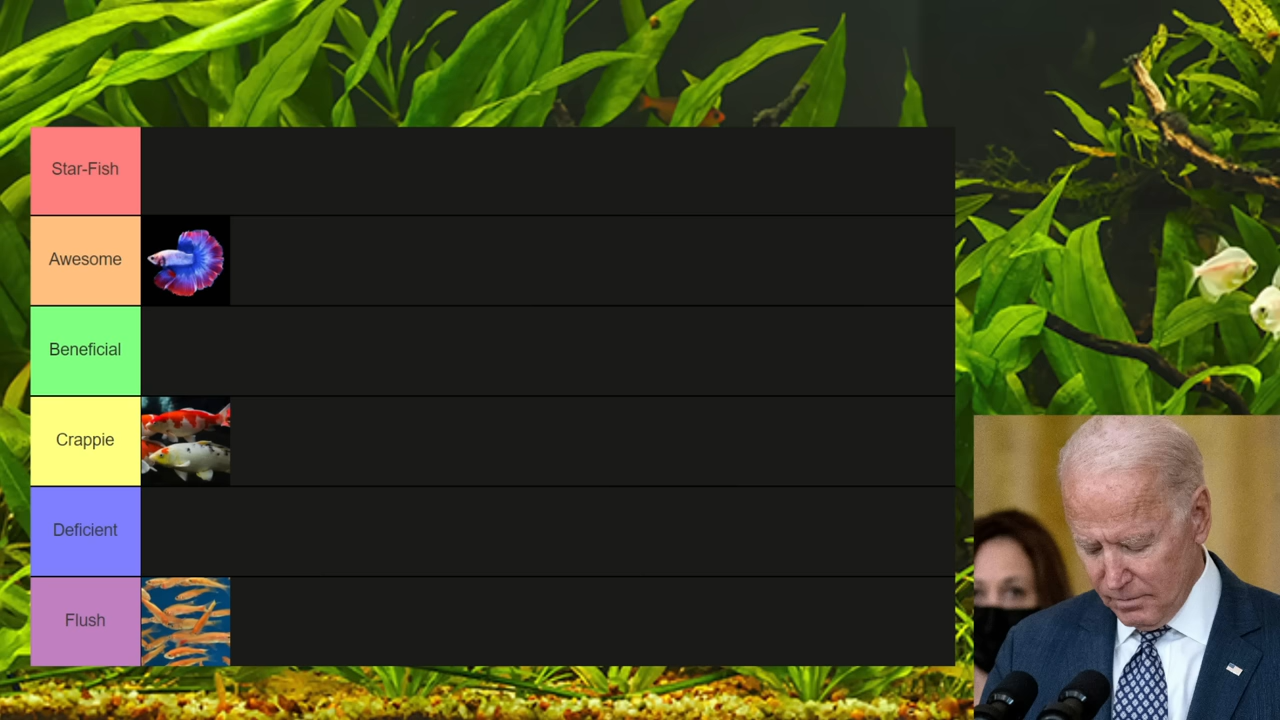 Star-Fish
Awesome
Beneficial
Crappie
Deficient
Flush